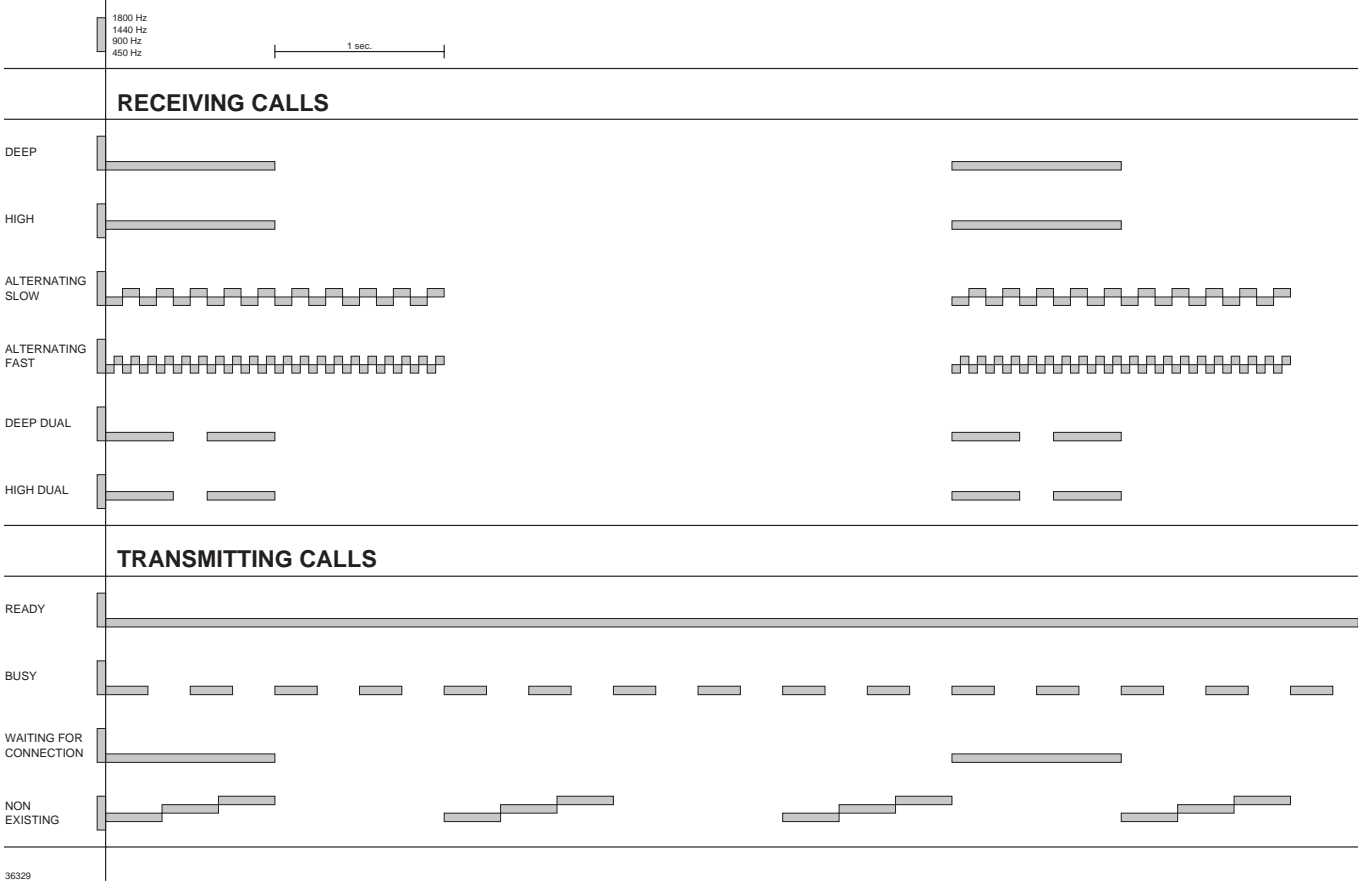 1800 Hz
1440 Hz
900 Hz
450 Hz
1 sec.
RECEIVING CALLS
DEEP
HIGH
ALTERNATING
SLOW
ALTERNATING
FAST
DEEP DUAL
HIGH DUAL
TRANSMITTING CALLS
READY
BUSY
WAITING FOR
CONNECTION
NON
EXISTING
36329